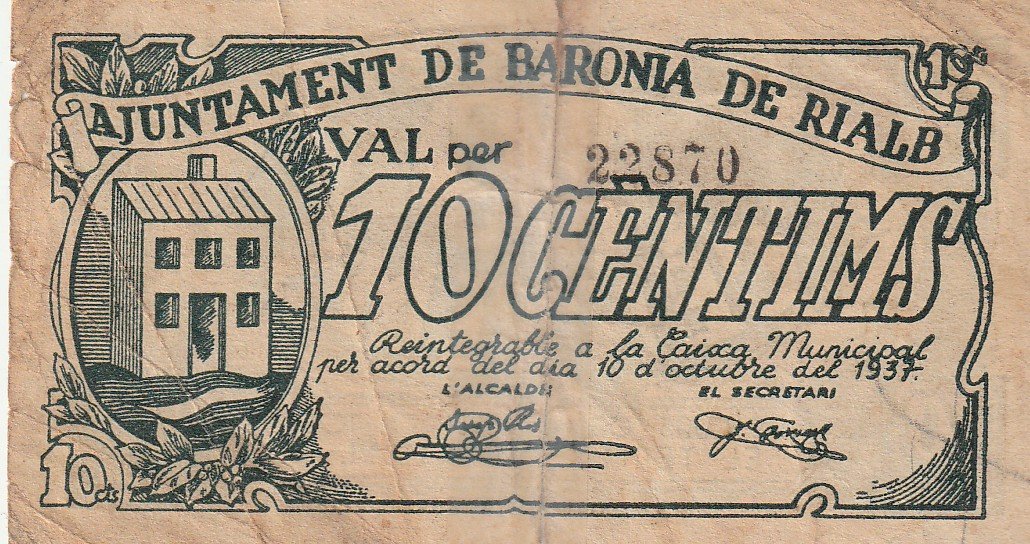 AJUNTAMENT DE BARONIA DE RIALB
10
VAL per
22870
10 CÈNTIMS
Reintegrable a la Caixa Municipal
per acord del dia 10 d'octubre del 1937.
L'ALCALDE
EL SECRETARI
10 cts